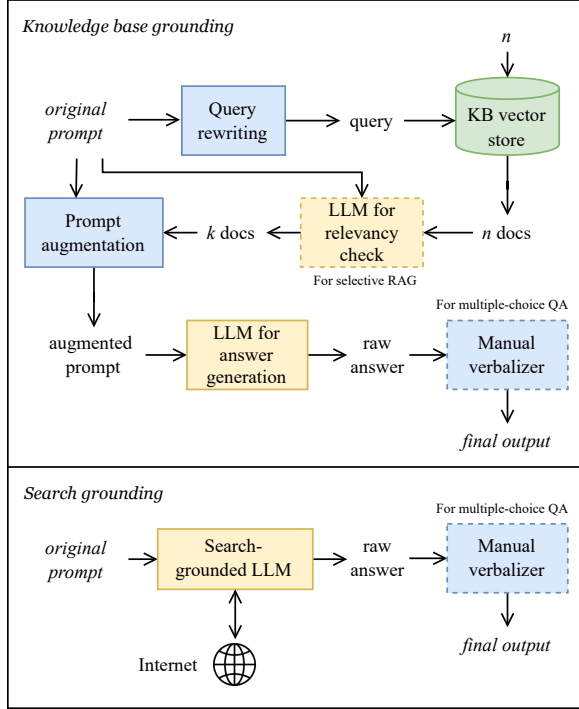 Knowledge base grounding
n
original
prompt
Query
rewriting
query
KB vector
store
Prompt
augmentation
k docs
LLM for
relevancy
check
n docs
For selective RAG
For multiple-choice QA
augmented
prompt
LLM for
answer
generation
raw
answer
Manual
verbalizer
final output
Search grounding
For multiple-choice QA
original
prompt
Search-
grounded LLM
raw
answer
Manual
verbalizer
final output
Internet